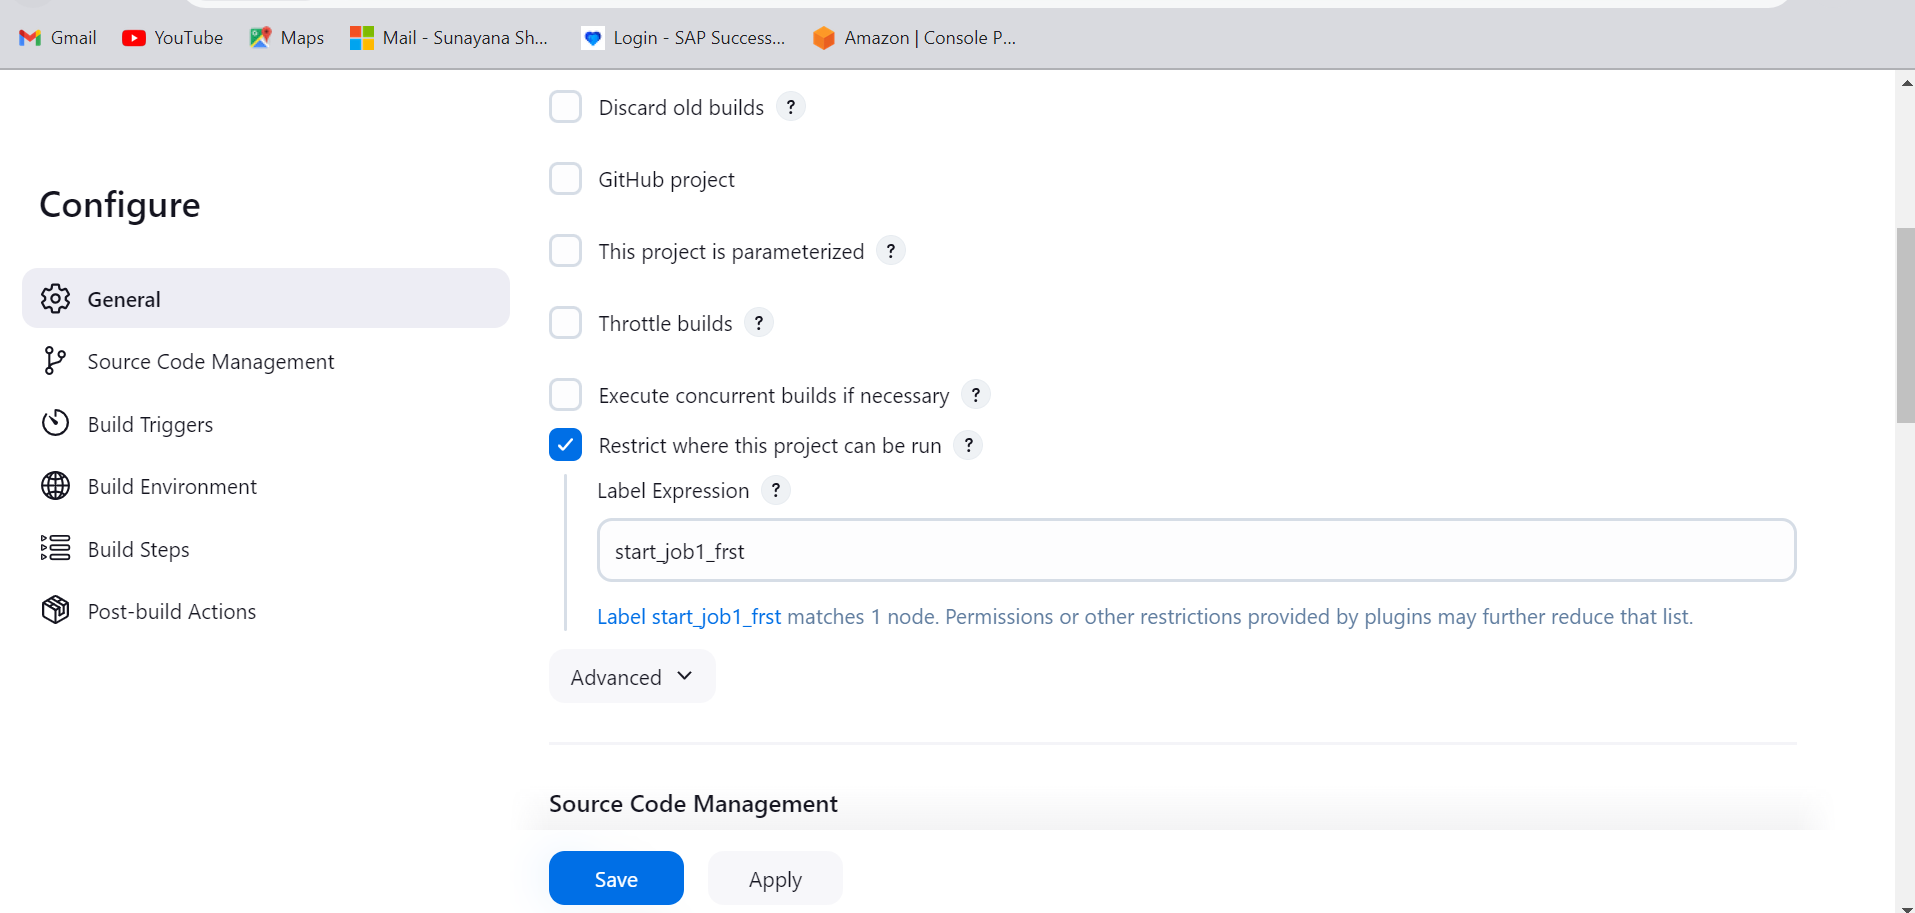 Gmail YouTube Maps Mail - Sunayana Sh... Login - SAP Success... Amazon | Console P...
Configure
General
Source Code Management
Build Triggers
Build Environment
Build Steps
Post-build Actions
Discard old builds ?
GitHub project
This project is parameterized ?
Throttle builds ?
Execute concurrent builds if necessary ?
Restrict where this project can be run ?
Label Expression ?
start_job1_frst
Label start_job1_frst matches 1 node. Permissions or other restrictions provided by plugins may further reduce that list.
Advanced
Source Code Management
Save Apply